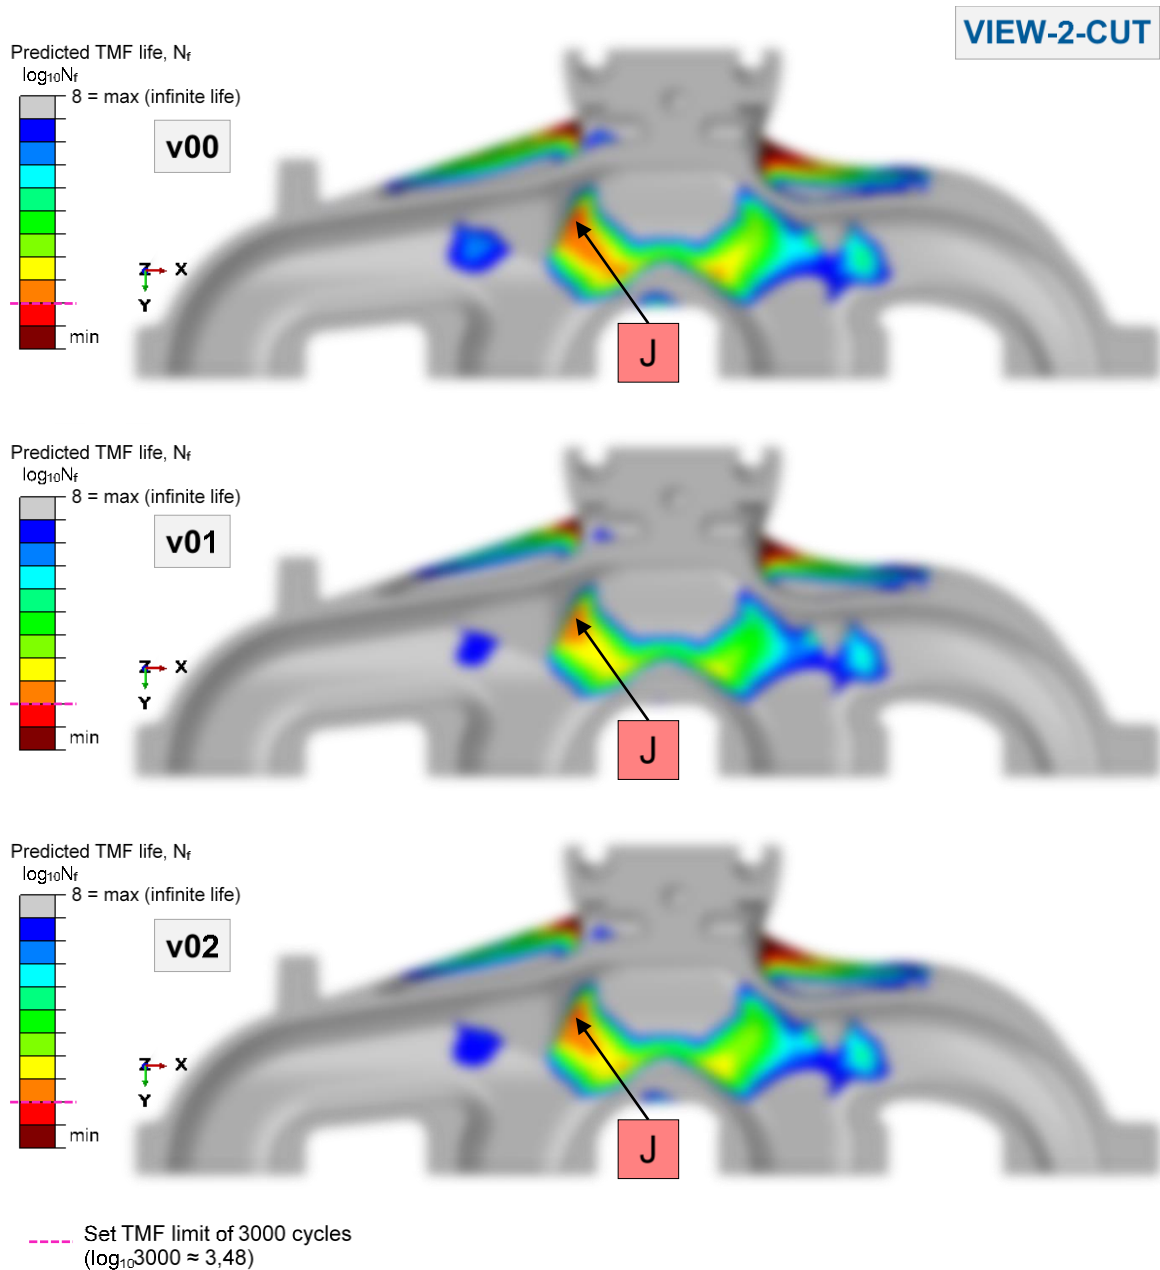 VIEW-2-CUT
Predicted TMF life, Nf
log₁₀Nf
8 = max (infinite life)
v00
Z X
Y
min
J
Predicted TMF life, Nf
log₁₀Nf
8 = max (infinite life)
v01
Z X
Y
min
J
Predicted TMF life, Nf
log₁₀Nf
8 = max (infinite life)
v02
Z X
Y
min
J
Set TMF limit of 3000 cycles
(log₁₀3000 ≈ 3,48)